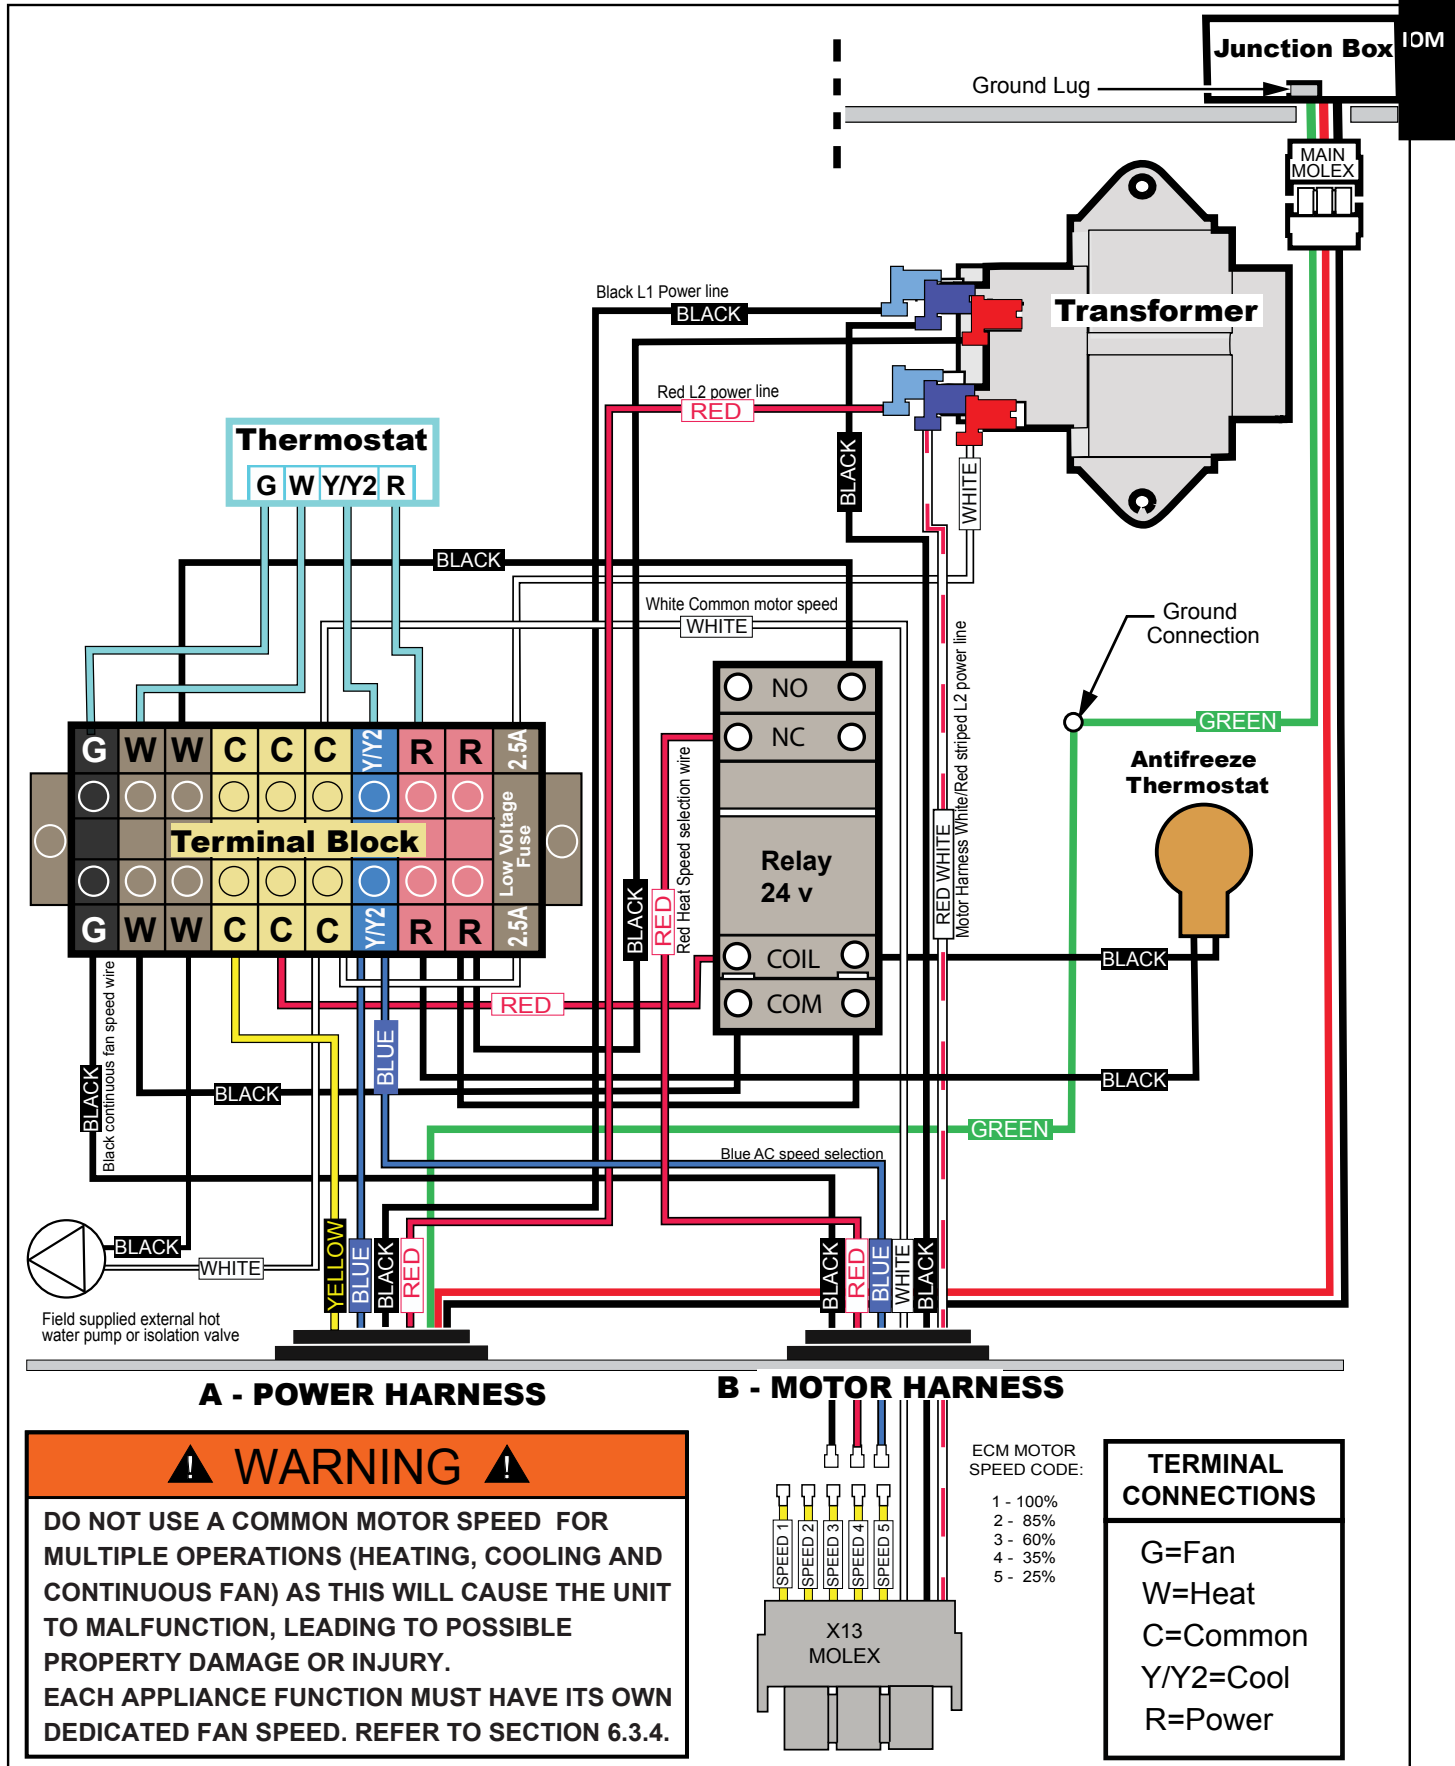 IOM
Junction Box
Ground Lug
MAIN
MOLEX
Transformer
Black L1 Power line
BLACK
Red L2 power line
RED
BLACK
WHITE
Thermostat
G W Y/Y2 R
BLACK
White Common motor speed
WHITE
Ground
Connection
GREEN
NO
NC
Relay
24 v
COIL
COM
Red Heat Speed selection wire
RED
BLACK
RED WHITE
Motor Harness White/Red striped L2 power line
Antifreeze
Thermostat
G W W C C C Y/Y2 R R 2.5A
Terminal Block
Low Voltage
Fuse
G W W C C C Y/Y2 R R 2.5A
BLACK
RED
BLUE
BLACK
Black continuous fan speed wire
BLACK
BLACK
GREEN
Blue AC speed selection
BLACK
WHITE
YELLOW
BLUE
BLACK
RED
BLACK
RED
BLUE
WHITE
BLACK
Field supplied external hot
water pump or isolation valve
A - POWER HARNESS
B - MOTOR HARNESS
WARNING
DO NOT USE A COMMON MOTOR SPEED FOR
MULTIPLE OPERATIONS (HEATING, COOLING AND
CONTINUOUS FAN) AS THIS WILL CAUSE THE UNIT
TO MALFUNCTION, LEADING TO POSSIBLE
PROPERTY DAMAGE OR INJURY.
EACH APPLIANCE FUNCTION MUST HAVE ITS OWN
DEDICATED FAN SPEED. REFER TO SECTION 6.3.4.
SPEED 1
SPEED 2
SPEED 3
SPEED 4
SPEED 5
X13
MOLEX
ECM MOTOR
SPEED CODE:
1 - 100%
2 - 85%
3 - 60%
4 - 35%
5 - 25%
TERMINAL
CONNECTIONS
G=Fan
W=Heat
C=Common
Y/Y2=Cool
R=Power